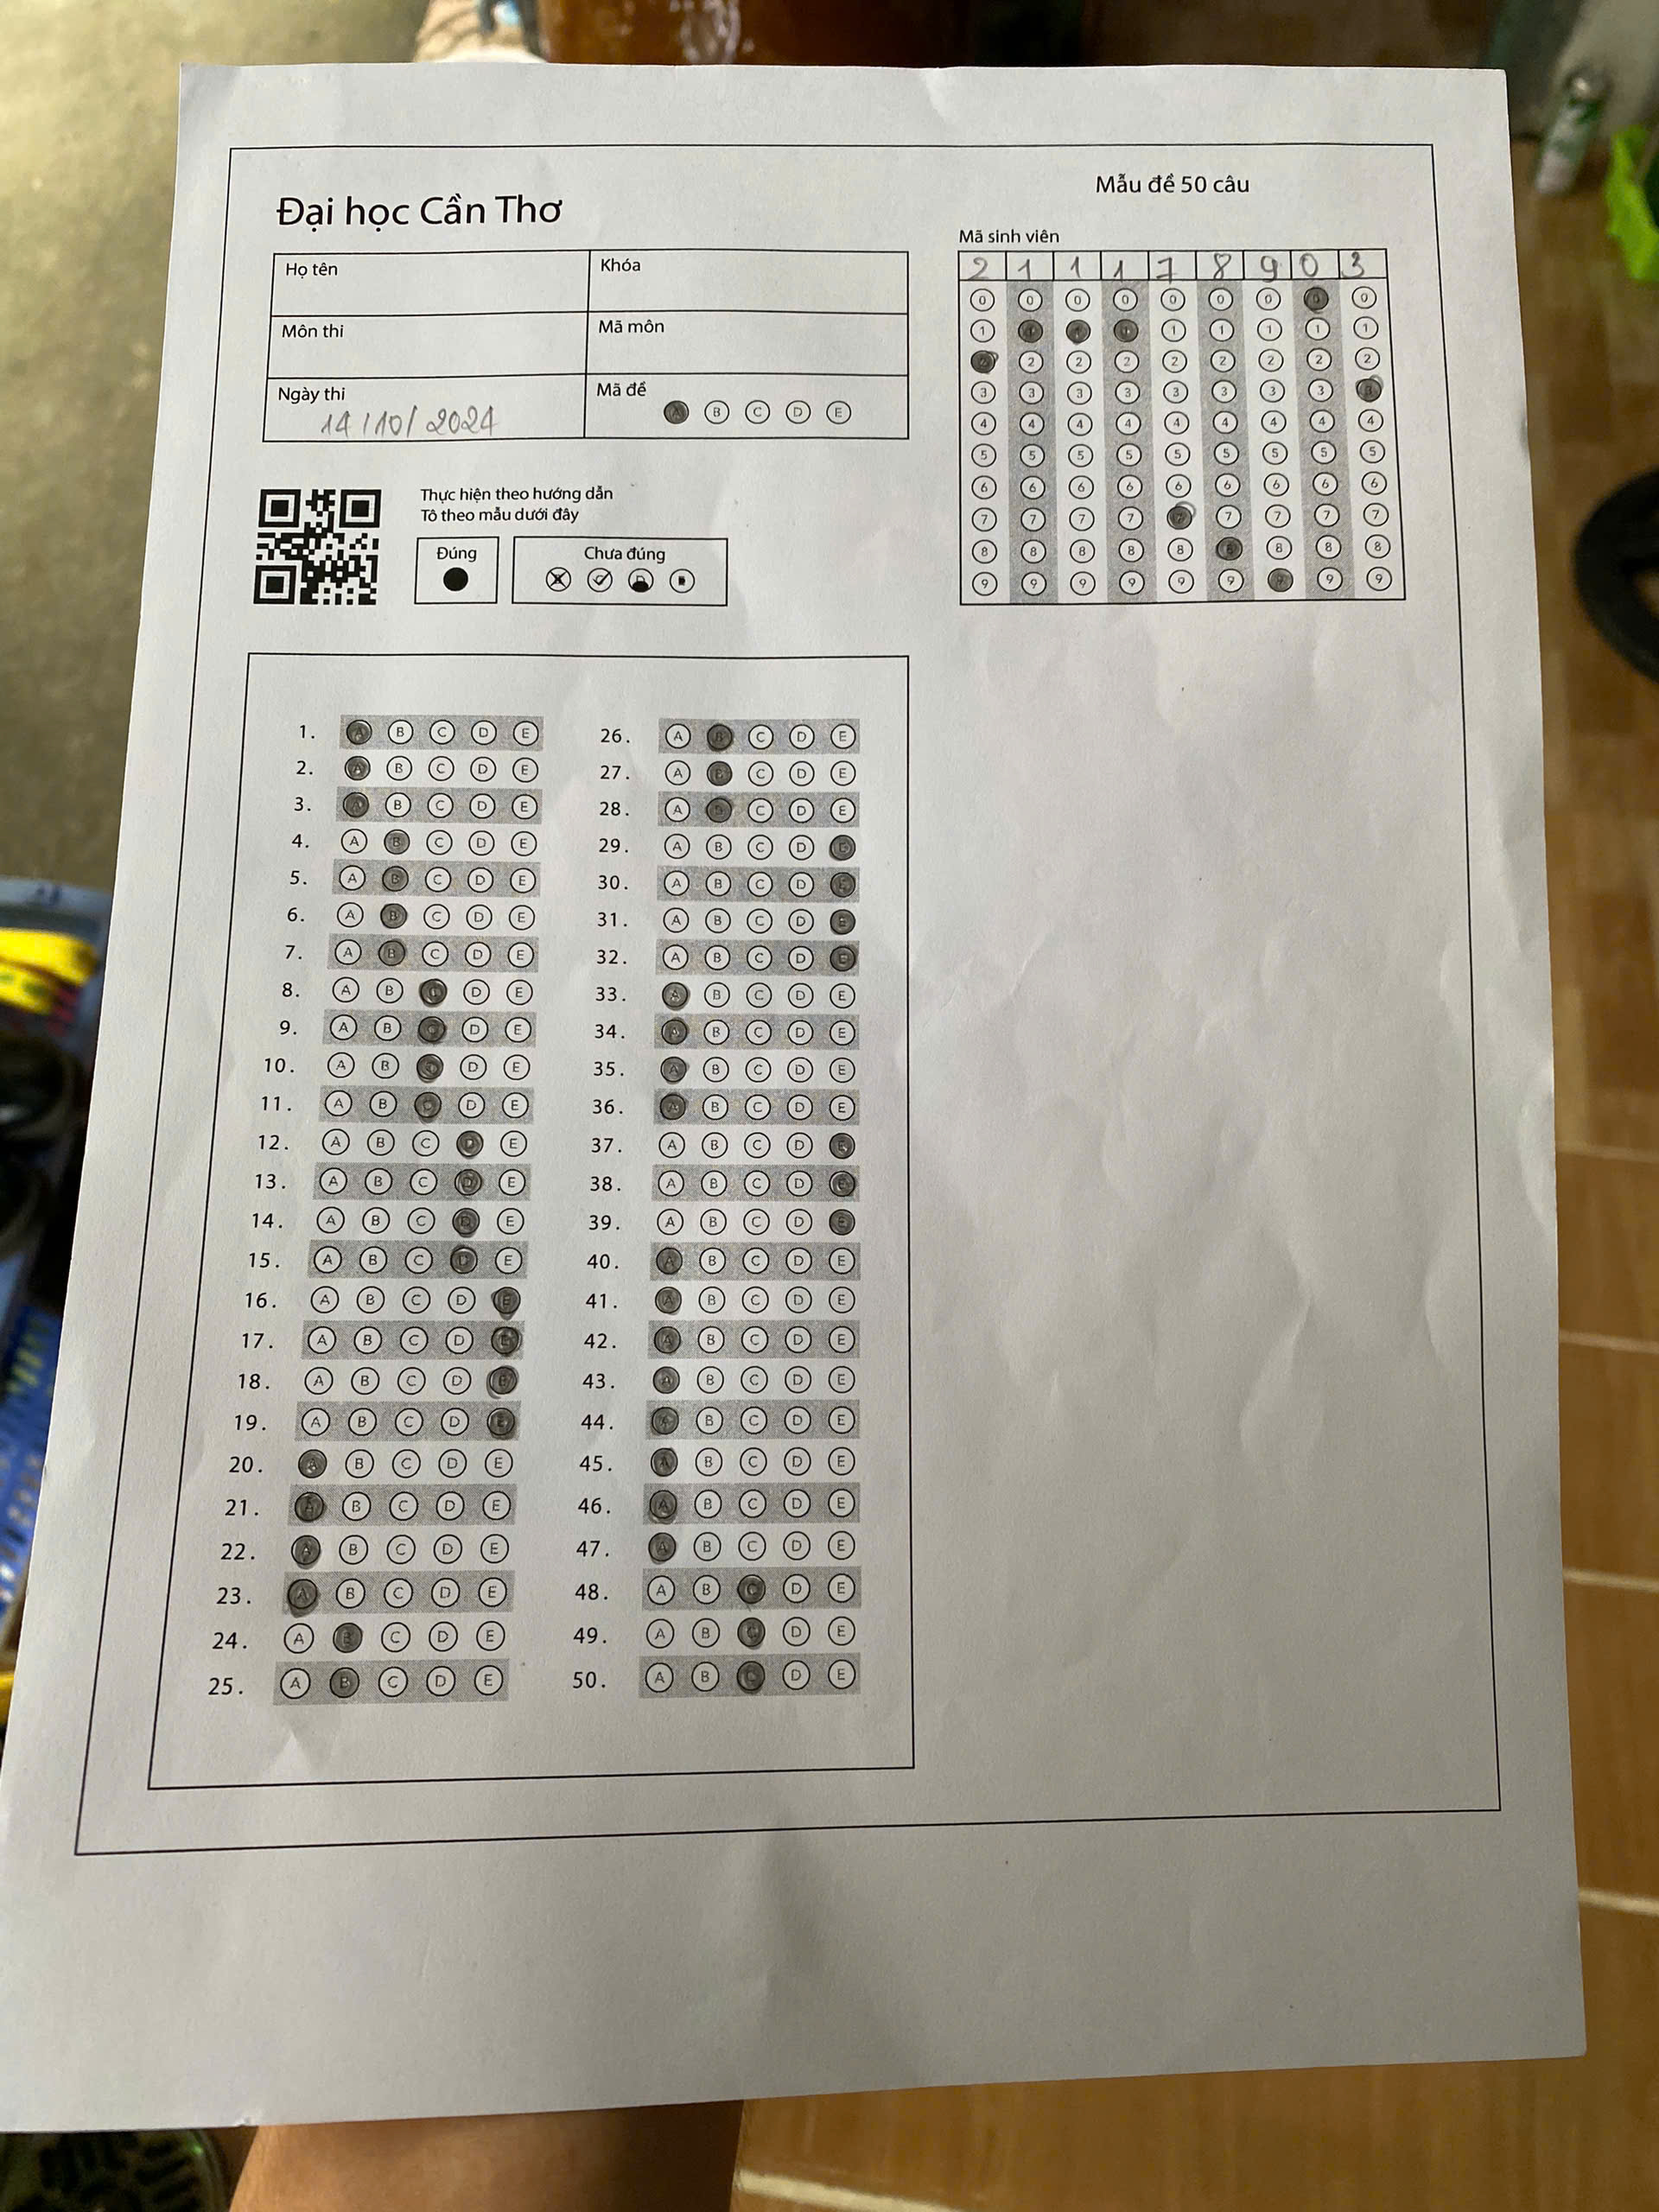 Mẫu đề 50 câu
Đại học Cần Thơ
Mã sinh viên
2 1 1 1 7 8 9 0 3
Họ tên
Khóa
Môn thi
Mã môn
Ngày thi
14/10/2024
Mã đề
A B C D E
0 0 0 0 0 0 0 0 0
1 1 1 1 1 1 1 1 1
2 2 2 2 2 2 2 2 2
3 3 3 3 3 3 3 3 3
4 4 4 4 4 4 4 4 4
5 5 5 5 5 5 5 5 5
6 6 6 6 6 6 6 6 6
7 7 7 7 7 7 7 7 7
8 8 8 8 8 8 8 8 8
9 9 9 9 9 9 9 9 9
Thực hiện theo hướng dẫn
Tô theo mẫu dưới đây
Đúng
Chưa đúng
1. A B C D E
2. A B C D E
3. A B C D E
4. A B C D E
5. A B C D E
6. A B C D E
7. A B C D E
8. A B C D E
9. A B C D E
10. A B C D E
11. A B C D E
12. A B C D E
13. A B C D E
14. A B C D E
15. A B C D E
16. A B C D E
17. A B C D E
18. A B C D E
19. A B C D E
20. A B C D E
21. A B C D E
22. A B C D E
23. A B C D E
24. A B C D E
25. A B C D E
26. A B C D E
27. A B C D E
28. A B C D E
29. A B C D E
30. A B C D E
31. A B C D E
32. A B C D E
33. A B C D E
34. A B C D E
35. A B C D E
36. A B C D E
37. A B C D E
38. A B C D E
39. A B C D E
40. A B C D E
41. A B C D E
42. A B C D E
43. A B C D E
44. A B C D E
45. A B C D E
46. A B C D E
47. A B C D E
48. A B C D E
49. A B C D E
50. A B C D E